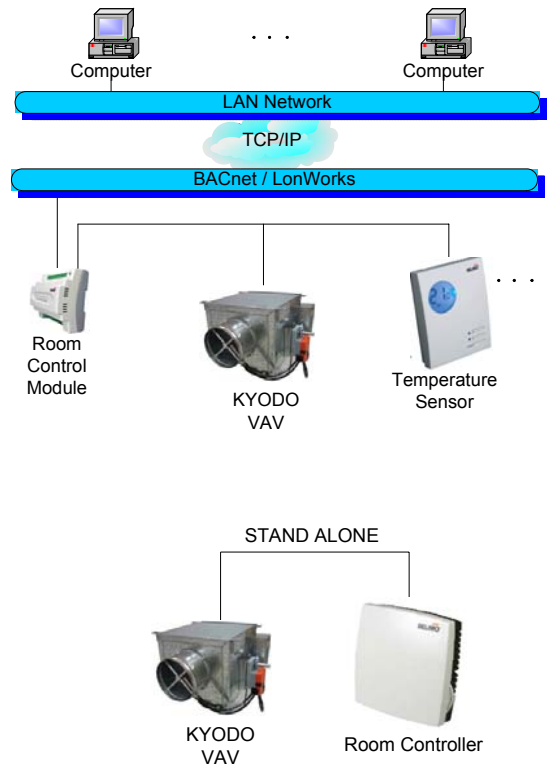 . . .
Computer
Computer
LAN Network
TCP/IP
BACnet / LonWorks
. . .
Room
Control
Module
KYODO
VAV
Temperature
Sensor
STAND ALONE
BELIMO
KYODO
VAV
Room Controller